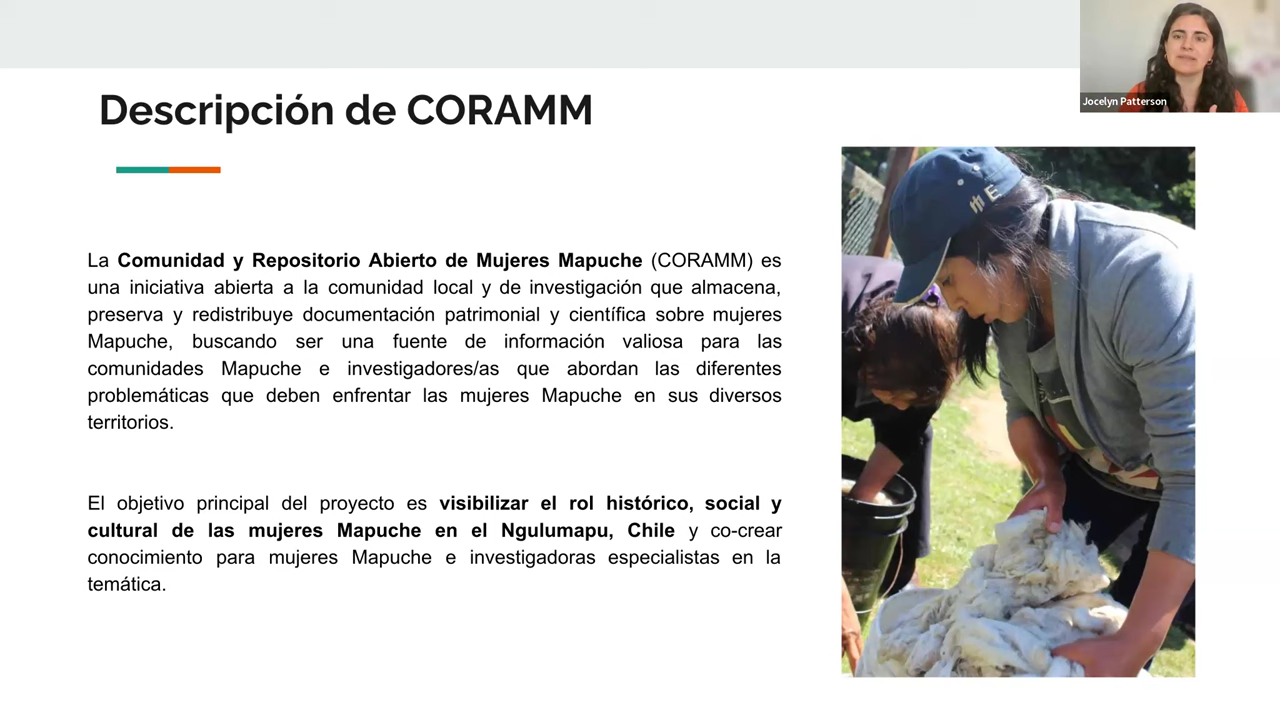 Descripción de CORAMM
Jocelyn Patterson
La Comunidad y Repositorio Abierto de Mujeres Mapuche (CORAMM) es
una iniciativa abierta a la comunidad local y de investigación que almacena,
preserva y redistribuye documentación patrimonial y científica sobre mujeres
Mapuche, buscando ser una fuente de información valiosa para las
comunidades Mapuche e investigadores/as que abordan las diferentes
problemáticas que deben enfrentar las mujeres Mapuche en sus diversos
territorios.
El objetivo principal del proyecto es visibilizar el rol histórico, social y
cultural de las mujeres Mapuche en el Ngulumapu, Chile y co-crear
conocimiento para mujeres Mapuche e investigadoras especialistas en la
temática.